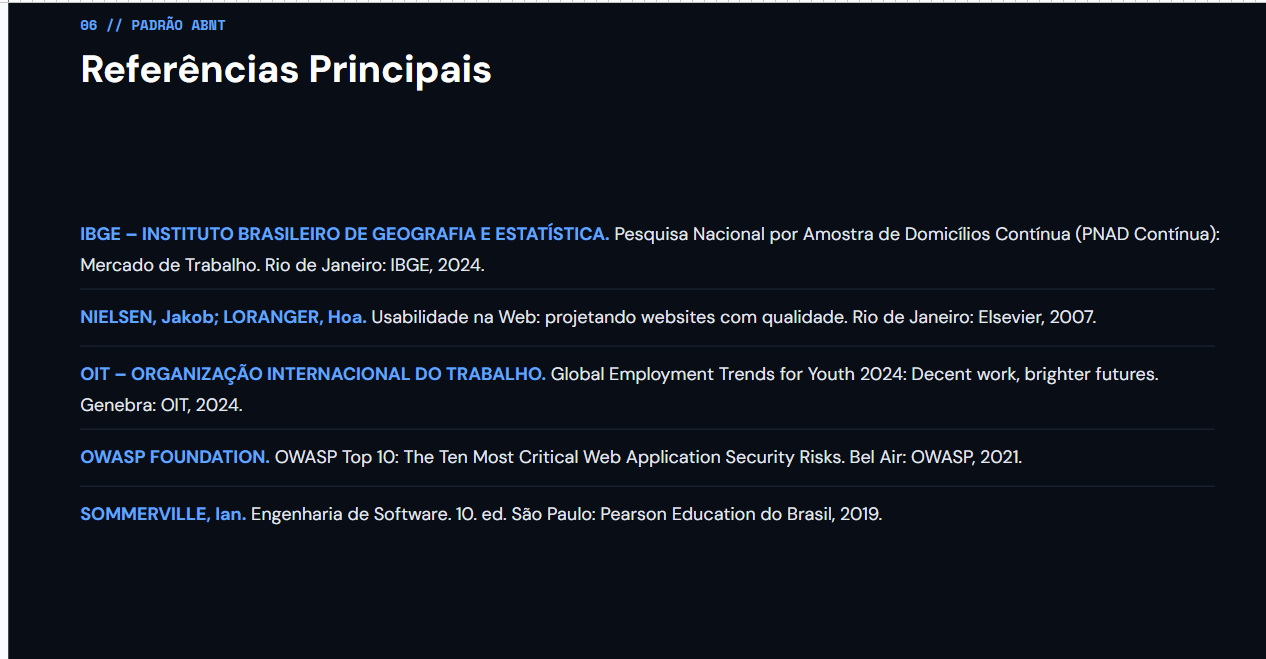 06 // PADRÃO ABNT
Referências Principais
IBGE – INSTITUTO BRASILEIRO DE GEOGRAFIA E ESTATÍSTICA. Pesquisa Nacional por Amostra de Domicílios Contínua (PNAD Contínua):
Mercado de Trabalho. Rio de Janeiro: IBGE, 2024.
NIELSEN, Jakob; LORANGER, Hoa. Usabilidade na Web: projetando websites com qualidade. Rio de Janeiro: Elsevier, 2007.
OIT – ORGANIZAÇÃO INTERNACIONAL DO TRABALHO. Global Employment Trends for Youth 2024: Decent work, brighter futures.
Genebra: OIT, 2024.
OWASP FOUNDATION. OWASP Top 10: The Ten Most Critical Web Application Security Risks. Bel Air: OWASP, 2021.
SOMMERVILLE, Ian. Engenharia de Software. 10. ed. São Paulo: Pearson Education do Brasil, 2019.